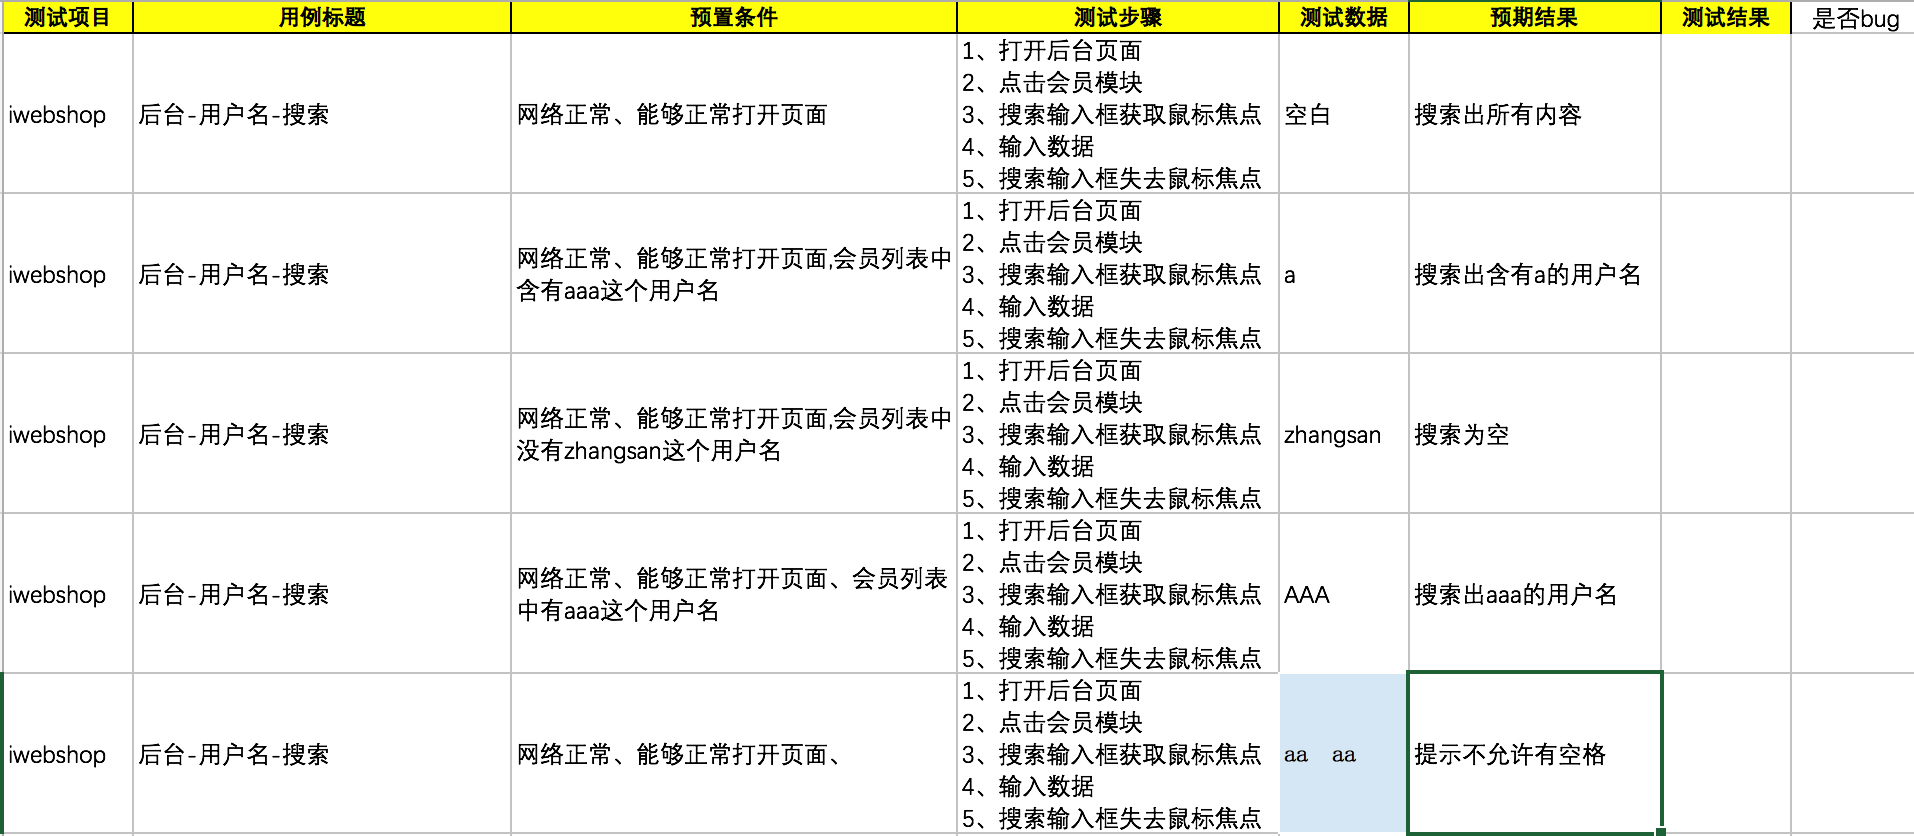 测试项目 用例标题 预置条件 测试步骤 测试数据 预期结果 测试结果 是否bug
iwebshop
后台-用户名-搜索
网络正常、能够正常打开页面
1、打开后台页面
2、点击会员模块
3、搜索输入框获取鼠标焦点
4、输入数据
5、搜索输入框失去鼠标焦点
空白
搜索出所有内容
iwebshop
后台-用户名-搜索
网络正常、能够正常打开页面,会员列表中
含有aaa这个用户名
1、打开后台页面
2、点击会员模块
3、搜索输入框获取鼠标焦点
4、输入数据
5、搜索输入框失去鼠标焦点
a
搜索出含有a的用户名
iwebshop
后台-用户名-搜索
网络正常、能够正常打开页面,会员列表中
没有zhangsan这个用户名
1、打开后台页面
2、点击会员模块
3、搜索输入框获取鼠标焦点
4、输入数据
5、搜索输入框失去鼠标焦点
zhangsan
搜索为空
iwebshop
后台-用户名-搜索
网络正常、能够正常打开页面、会员列表
中有aaa这个用户名
1、打开后台页面
2、点击会员模块
3、搜索输入框获取鼠标焦点
4、输入数据
5、搜索输入框失去鼠标焦点
AAA
搜索出aaa的用户名
iwebshop
后台-用户名-搜索
网络正常、能够正常打开页面、
1、打开后台页面
2、点击会员模块
3、搜索输入框获取鼠标焦点
4、输入数据
5、搜索输入框失去鼠标焦点
aa  aa
提示不允许有空格